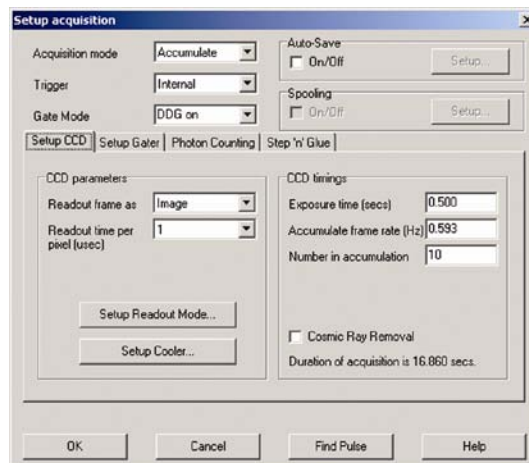 Setup acquisition
Acquisition mode Accumulate
Trigger Internal
Gate Mode DDG on
Auto-Save
On/Off Setup...
Spooling
On/Off Setup...
Setup CCD Setup Gater Photon Counting Step 'n' Glue
CCD parameters
Readout frame as Image
Readout time per
pixel (usec) 1
Setup Readout Mode...
Setup Cooler...
CCD timings
Exposure time (secs) 0.500
Accumulate frame rate (Hz) 0.593
Number in accumulation 10
Cosmic Ray Removal
Duration of acquisition is 16.860 secs.
OK Cancel Find Pulse Help